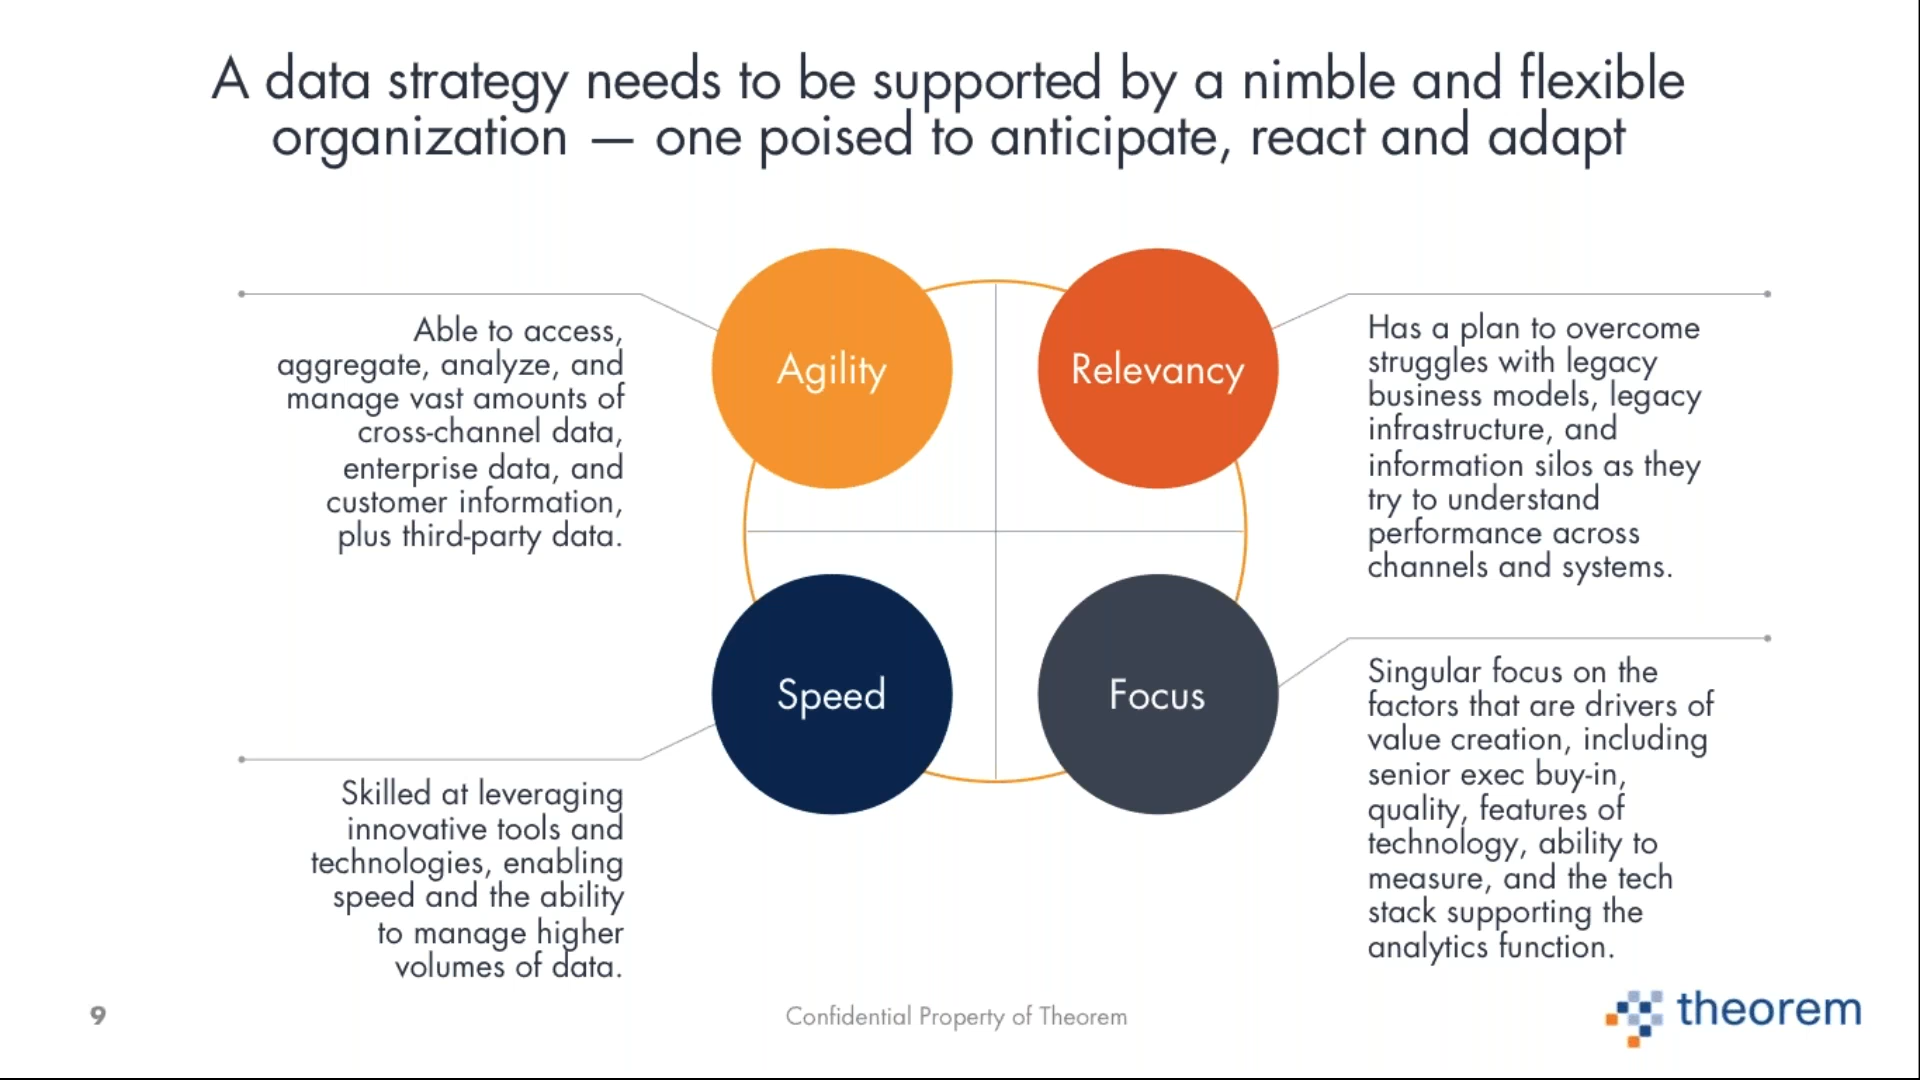 A data strategy needs to be supported by a nimble and flexible
organization — one poised to anticipate, react and adapt
Agility
Able to access,
aggregate, analyze, and
manage vast amounts of
cross-channel data,
enterprise data, and
customer information,
plus third-party data.
Relevancy
Has a plan to overcome
struggles with legacy
business models, legacy
infrastructure, and
information silos as they
try to understand
performance across
channels and systems.
Speed
Skilled at leveraging
innovative tools and
technologies, enabling
speed and the ability
to manage higher
volumes of data.
Focus
Singular focus on the
factors that are drivers of
value creation, including
senior exec buy-in,
quality, features of
technology, ability to
measure, and the tech
stack supporting the
analytics function.
9
Confidential Property of Theorem
theorem